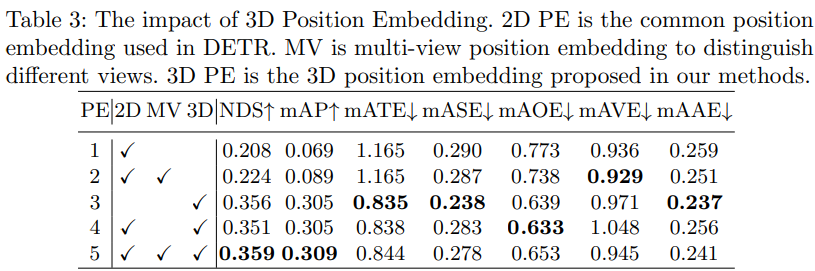 Table 3: The impact of 3D Position Embedding. 2D PE is the common position
embedding used in DETR. MV is multi-view position embedding to distinguish
different views. 3D PE is the 3D position embedding proposed in our methods.
PE 2D MV 3D NDS↑ mAP↑ mATE↓ mASE↓ mAOE↓ mAVE↓ mAAE↓
1 ✓ 0.208 0.069 1.165 0.290 0.773 0.936 0.259
2 ✓ ✓ 0.224 0.089 1.165 0.287 0.738 0.929 0.251
3 ✓ 0.356 0.305 0.835 0.238 0.639 0.971 0.237
4 ✓ ✓ 0.351 0.305 0.838 0.283 0.633 1.048 0.256
5 ✓ ✓ ✓ 0.359 0.309 0.844 0.278 0.653 0.945 0.241